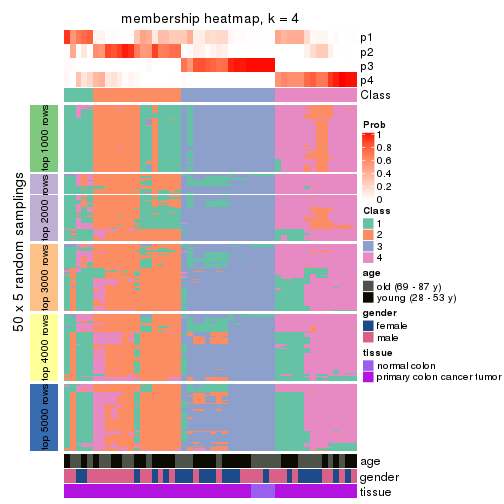 membership heatmap, k = 4
p1
p2
p3
p4
Class
50 x 5 random samplings
top 1000 rows
top 2000 rows
top 3000 rows
top 4000 rows
top 5000 rows
Prob
1
0.8
0.6
0.4
0.2
0
Class
1
2
3
4
age
old (69 - 87 y)
young (28 - 53 y)
gender
female
male
tissue
normal colon
primary colon cancer tumor
age
gender
tissue